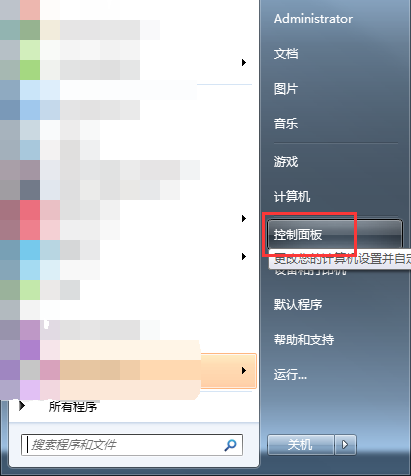 Administrator
文档
图片
音乐
游戏
计算机
控制面板
更改您的计算机设置并自定
设备和打印机
默认程序
帮助和支持
运行...
所有程序
搜索程序和文件
关机